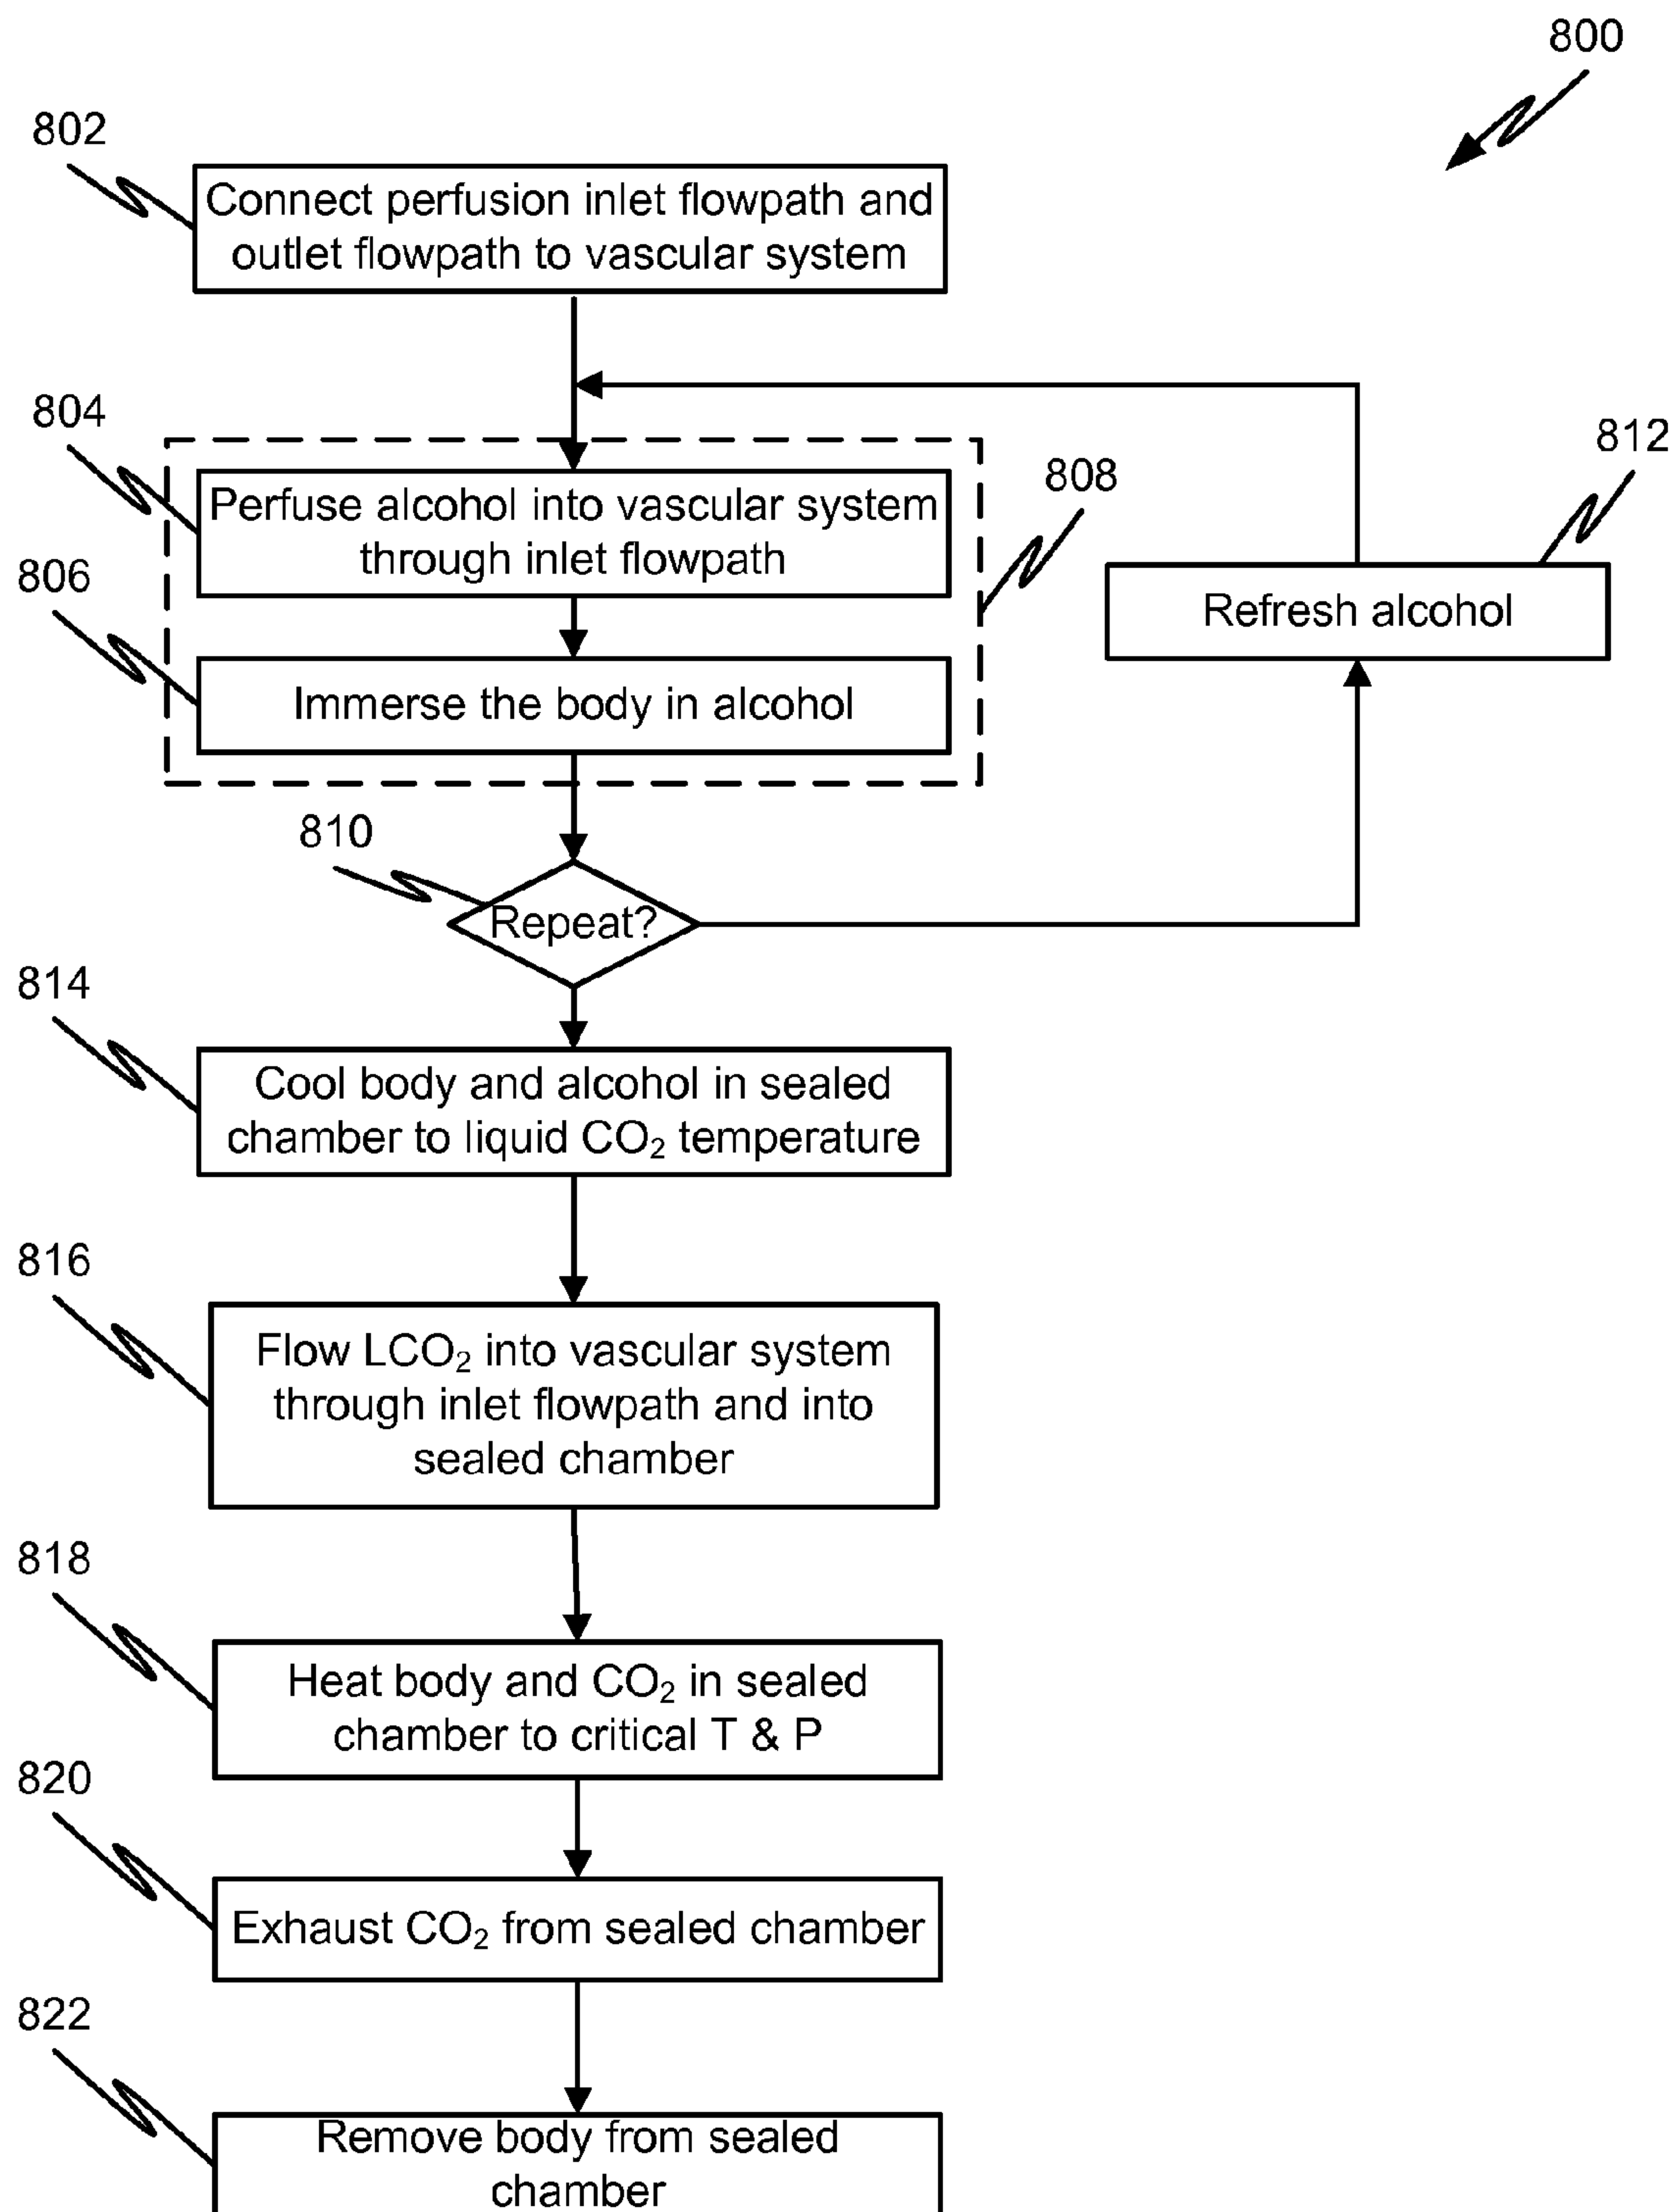 800
802
Connect perfusion inlet flowpath and
outlet flowpath to vascular system
804
Perfuse alcohol into vascular system
through inlet flowpath
808
812
Refresh alcohol
806
Immerse the body in alcohol
810
Repeat?
814
Cool body and alcohol in sealed
chamber to liquid CO₂ temperature
816
Flow LCO₂ into vascular system
through inlet flowpath and into
sealed chamber
818
Heat body and CO₂ in sealed
chamber to critical T & P
820
Exhaust CO₂ from sealed chamber
822
Remove body from sealed
chamber